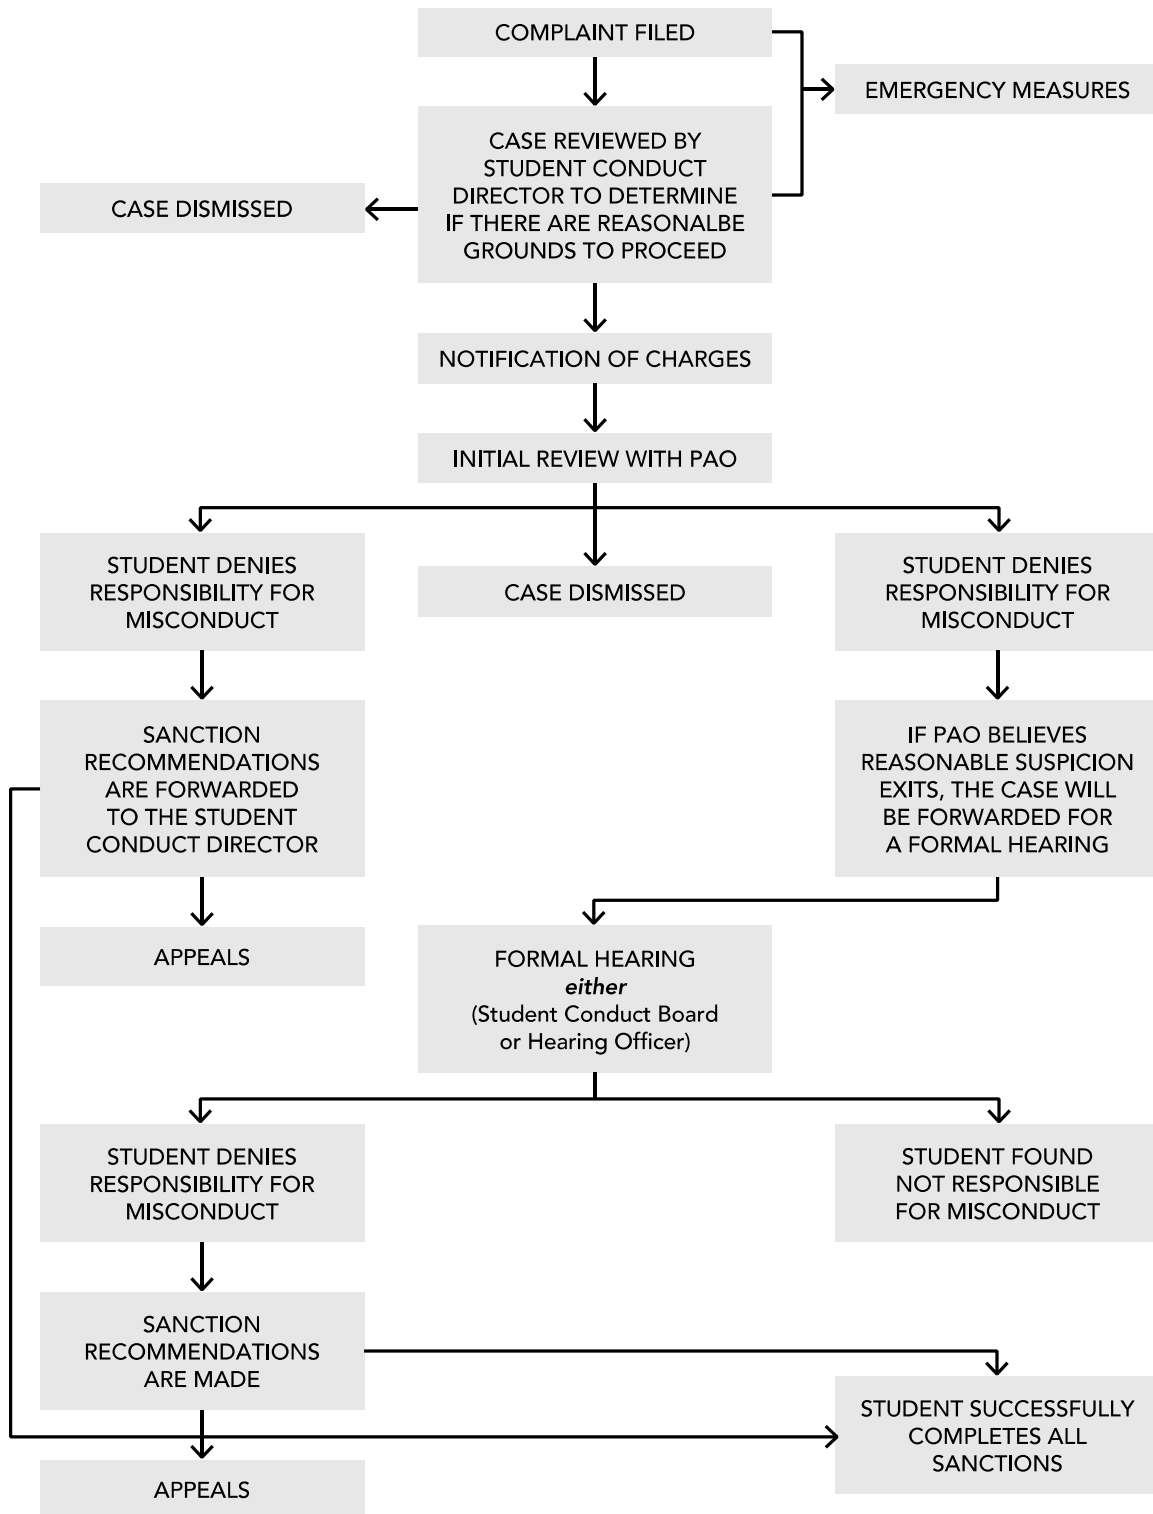 COMPLAINT FILED
EMERGENCY MEASURES
CASE REVIEWED BY
STUDENT CONDUCT
DIRECTOR TO DETERMINE
IF THERE ARE REASONALBE
GROUNDS TO PROCEED
CASE DISMISSED
NOTIFICATION OF CHARGES
INITIAL REVIEW WITH PAO
STUDENT DENIES
RESPONSIBILITY FOR
MISCONDUCT
CASE DISMISSED
STUDENT DENIES
RESPONSIBILITY FOR
MISCONDUCT
SANCTION
RECOMMENDATIONS
ARE FORWARDED
TO THE STUDENT
CONDUCT DIRECTOR
IF PAO BELIEVES
REASONABLE SUSPICION
EXITS, THE CASE WILL
BE FORWARDED FOR
A FORMAL HEARING
APPEALS
FORMAL HEARING
either
(Student Conduct Board
or Hearing Officer)
STUDENT DENIES
RESPONSIBILITY FOR
MISCONDUCT
STUDENT FOUND
NOT RESPONSIBLE
FOR MISCONDUCT
SANCTION
RECOMMENDATIONS
ARE MADE
STUDENT SUCCESSFULLY
COMPLETES ALL
SANCTIONS
APPEALS